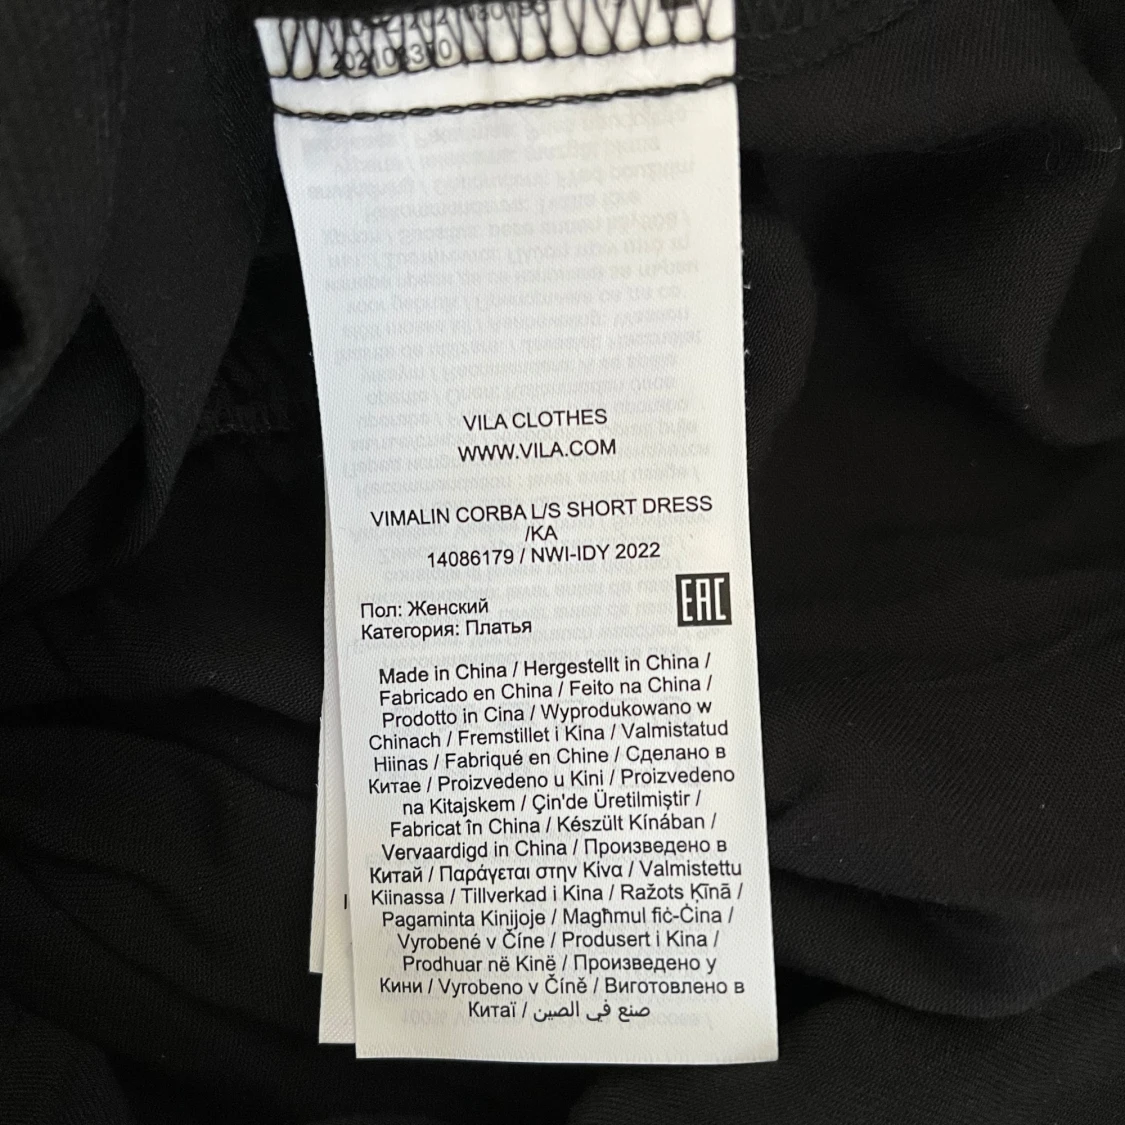 202108350
VILA CLOTHES
WWW.VILA.COM
VIMALIN CORBA L/S SHORT DRESS
/KA
14086179 / NWI-IDY 2022
EAC
Пол: Женский
Категория: Платья
Made in China / Hergestellt in China /
Fabricado en China / Feito na China /
Prodotto in Cina / Wyprodukowano w
Chinach / Fremstillet i Kina / Valmistatud
Hiinas / Fabriqué en Chine / Сделано в
Китае / Proizvedeno u Kini / Proizvedeno
na Kitajskem / Çin'de Üretilmiştir /
Fabricat în China / Készült Kínában /
Vervaardigd in China / Произведено в
Китай / Παράγεται στην Κίνα / Valmistettu
Kiinassa / Tillverkad i Kina / Ražots Ķīnā /
Pagaminta Kinijoje / Magħmul fiċ-Ċina /
Vyrobené v Číne / Produsert i Kina /
Prodhuar në Kinë / Произведено у
Кини / Vyrobeno v Číně / Виготовлено в
Китаї / صنع في الصين